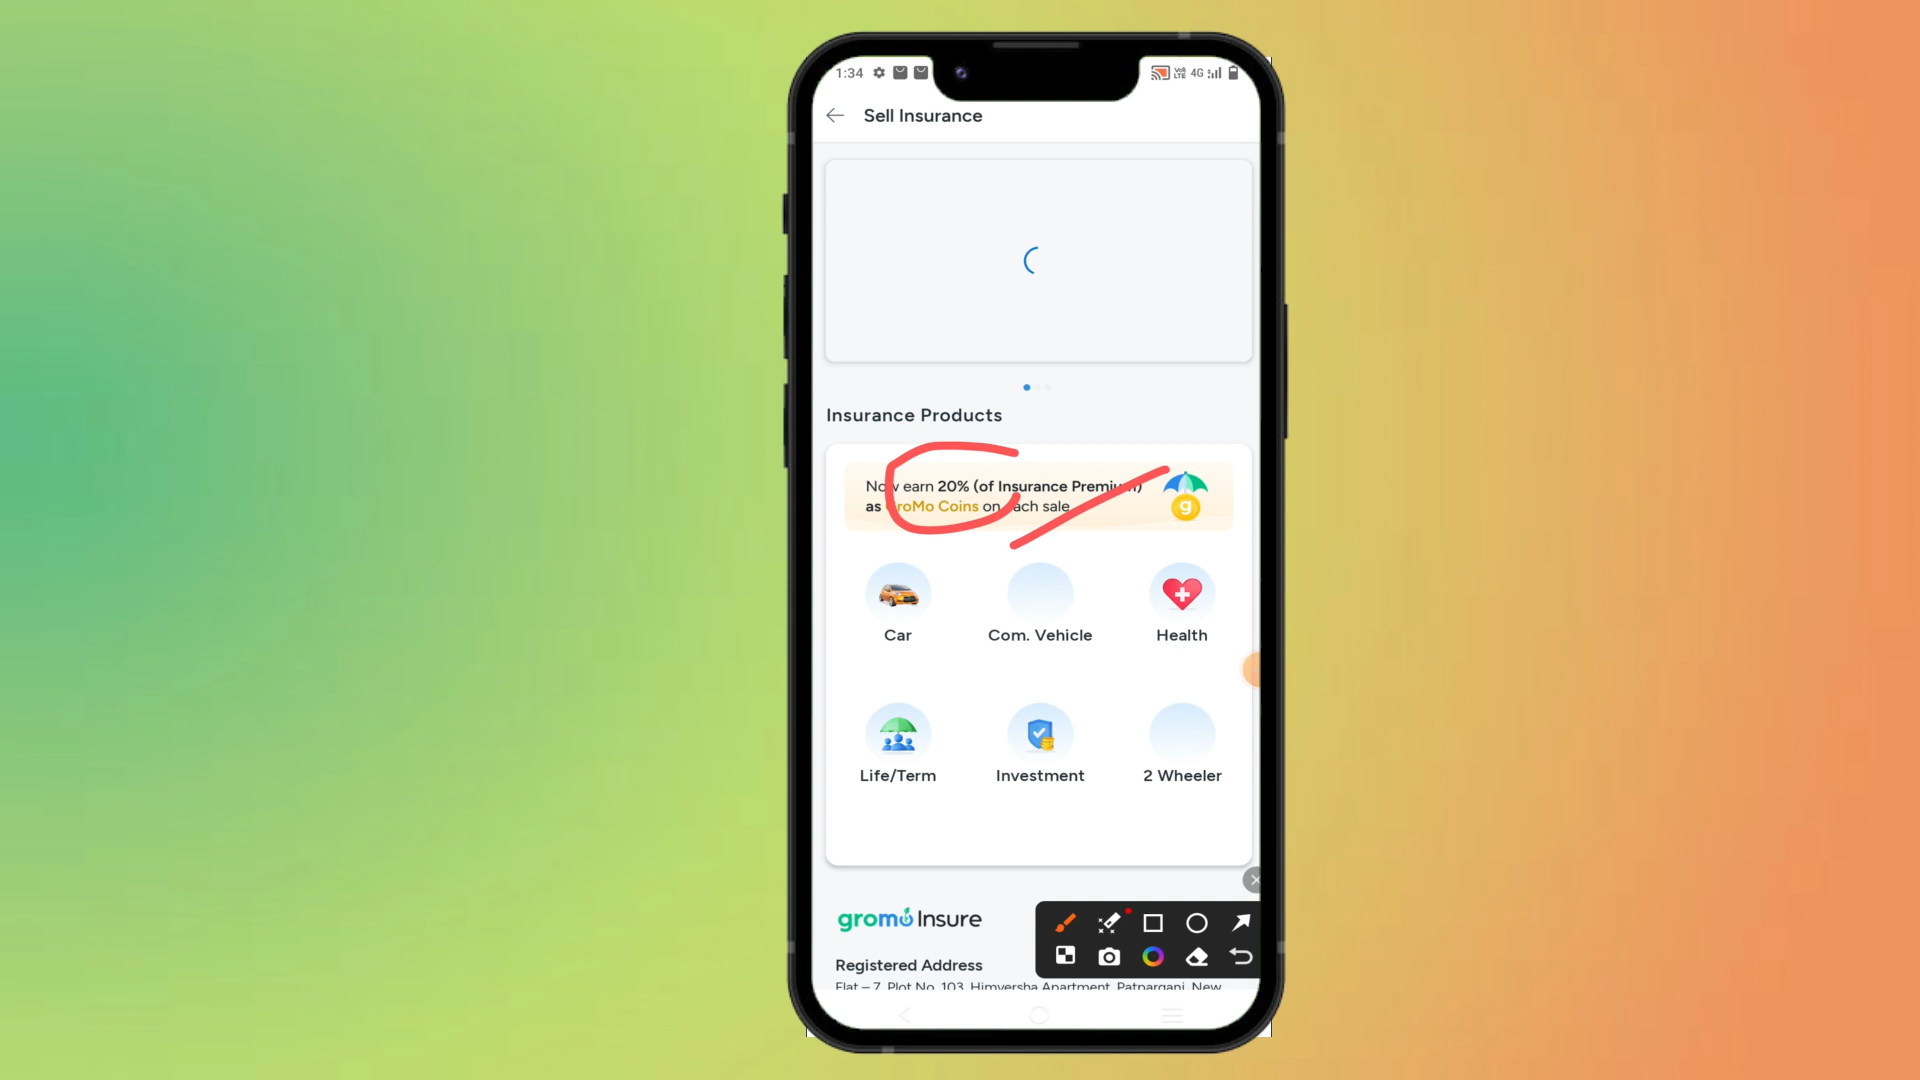 1:34
VoLTE 4G
Sell Insurance
Insurance Products
Now earn 20% (of Insurance Premium)
as GroMo Coins on each sale
g
Car
Com. Vehicle
Health
Life/Term
Investment
2 Wheeler
gromo Insure
Registered Address
Flat – 7, Plot No. 103, Himversha Apartment, Patparganj, New